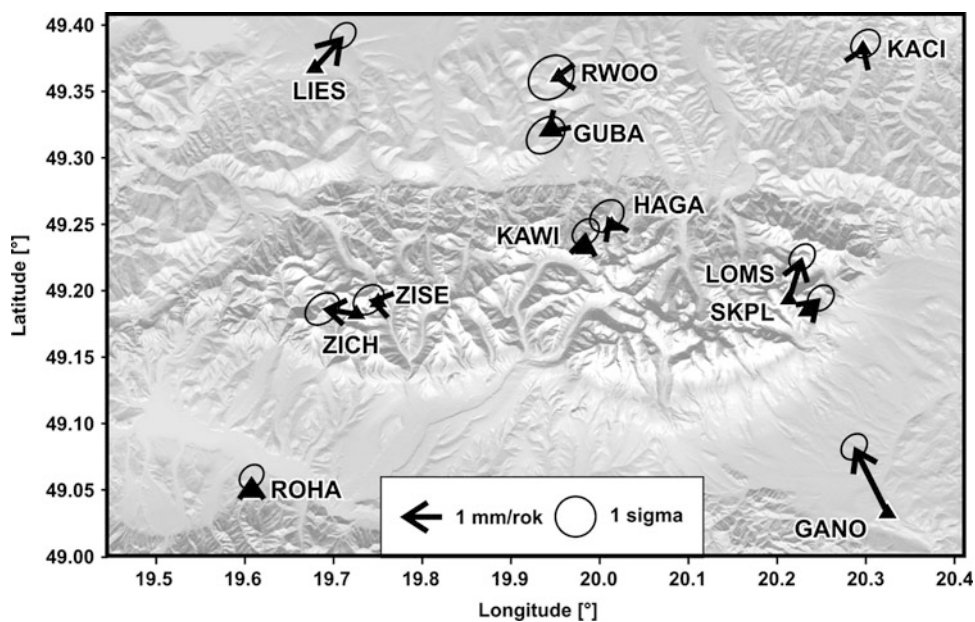 49.40
49.35
49.30
49.25
49.20
49.15
49.10
49.05
49.00
Latitude [°]
LIES
RWOO
KACI
GUBA
HAGA
KAWI
LOMS
ZISE
SKPL
ZICH
ROHA
GANO
1 mm/rok
1 sigma
19.5 19.6 19.7 19.8 19.9 20.0 20.1 20.2 20.3 20.4
Longitude [°]